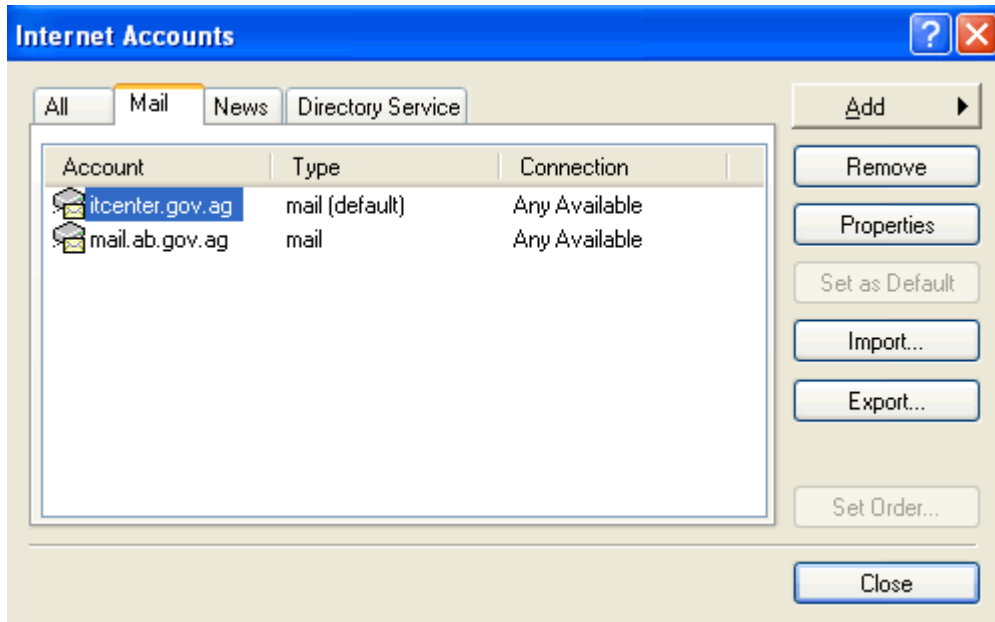 Internet Accounts
All Mail News Directory Service
Add
Account Type Connection
Remove
itcenter.gov.ag mail (default) Any Available
Properties
mail.ab.gov.ag mail Any Available
Set as Default
Import...
Export...
Set Order...
Close